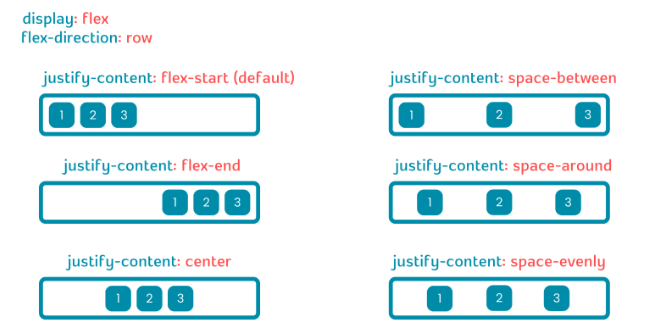 display: flex
flex-direction: row
justify-content: flex-start (default)
1 2 3
justify-content: flex-end
1 2 3
justify-content: center
1 2 3
justify-content: space-between
1 2 3
justify-content: space-around
1 2 3
justify-content: space-evenly
1 2 3